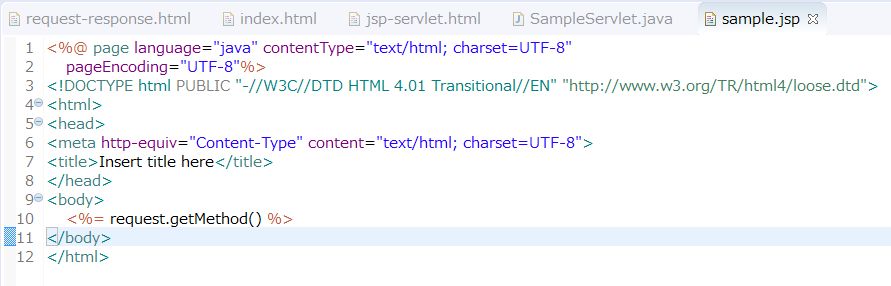 request-response.html index.html jsp-servlet.html SampleServlet.java sample.jsp
1 <%@ page language="java" contentType="text/html; charset=UTF-8"
2 pageEncoding="UTF-8"%>
3 <!DOCTYPE html PUBLIC "-//W3C//DTD HTML 4.01 Transitional//EN" "http://www.w3.org/TR/html4/loose.dtd">
4 <html>
5 <head>
6 <meta http-equiv="Content-Type" content="text/html; charset=UTF-8">
7 <title>Insert title here</title>
8 </head>
9 <body>
10 <%= request.getMethod() %>
11 </body>
12 </html>